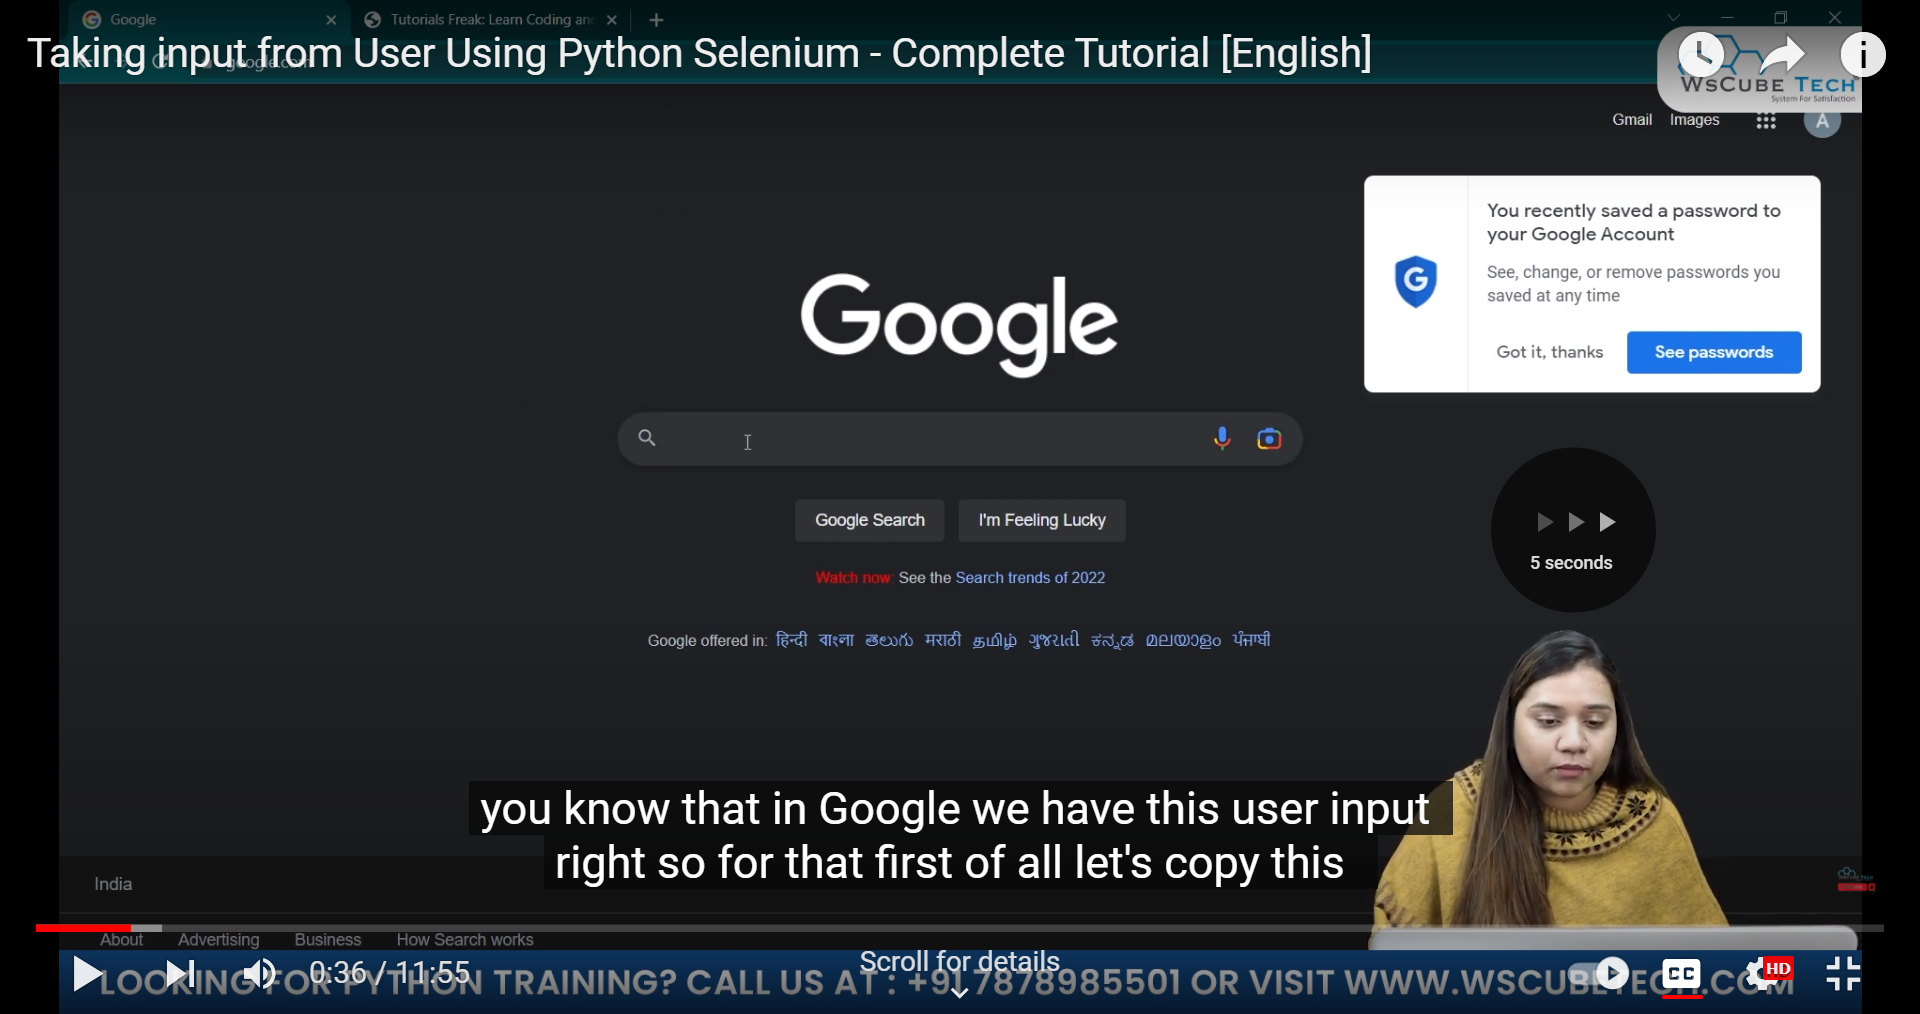 Google
Tutorials Freak: Learn Coding and
Taking input from User Using Python Selenium - Complete Tutorial [English]
google.com
WSCUBE TECH
System For Satisfaction
Gmail Images
A
You recently saved a password to
your Google Account
See, change, or remove passwords you
saved at any time
Got it, thanks See passwords
Google
Google Search I'm Feeling Lucky
5 seconds
Watch now: See the Search trends of 2022
Google offered in: हिन्दी বাংলা తెలుగు मराठी தமிழ் ગુજરાતી ಕನ್ನಡ മലയാളം ਪੰਜਾਬੀ
you know that in Google we have this user input
right so for that first of all let's copy this
India
About Advertising Business How Search works
0:36 / 11:55
Scroll for details
CC
HD
LOOKING FOR PYTHON TRAINING? CALL US AT : +91 7878985501 OR VISIT WWW.WSCUBETECH.COM